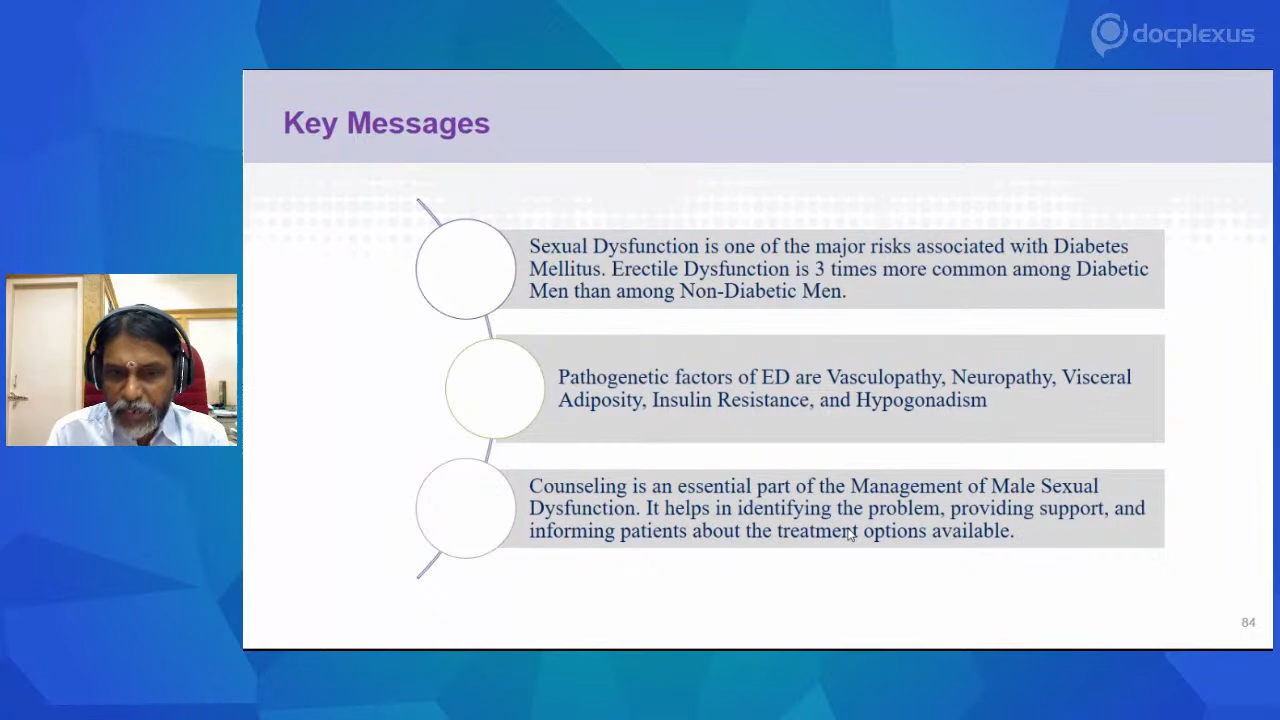 docplexus
Key Messages
Sexual Dysfunction is one of the major risks associated with Diabetes
Mellitus. Erectile Dysfunction is 3 times more common among Diabetic
Men than among Non-Diabetic Men.
Pathogenetic factors of ED are Vasculopathy, Neuropathy, Visceral
Adiposity, Insulin Resistance, and Hypogonadism
Counseling is an essential part of the Management of Male Sexual
Dysfunction. It helps in identifying the problem, providing support, and
informing patients about the treatment options available.
84